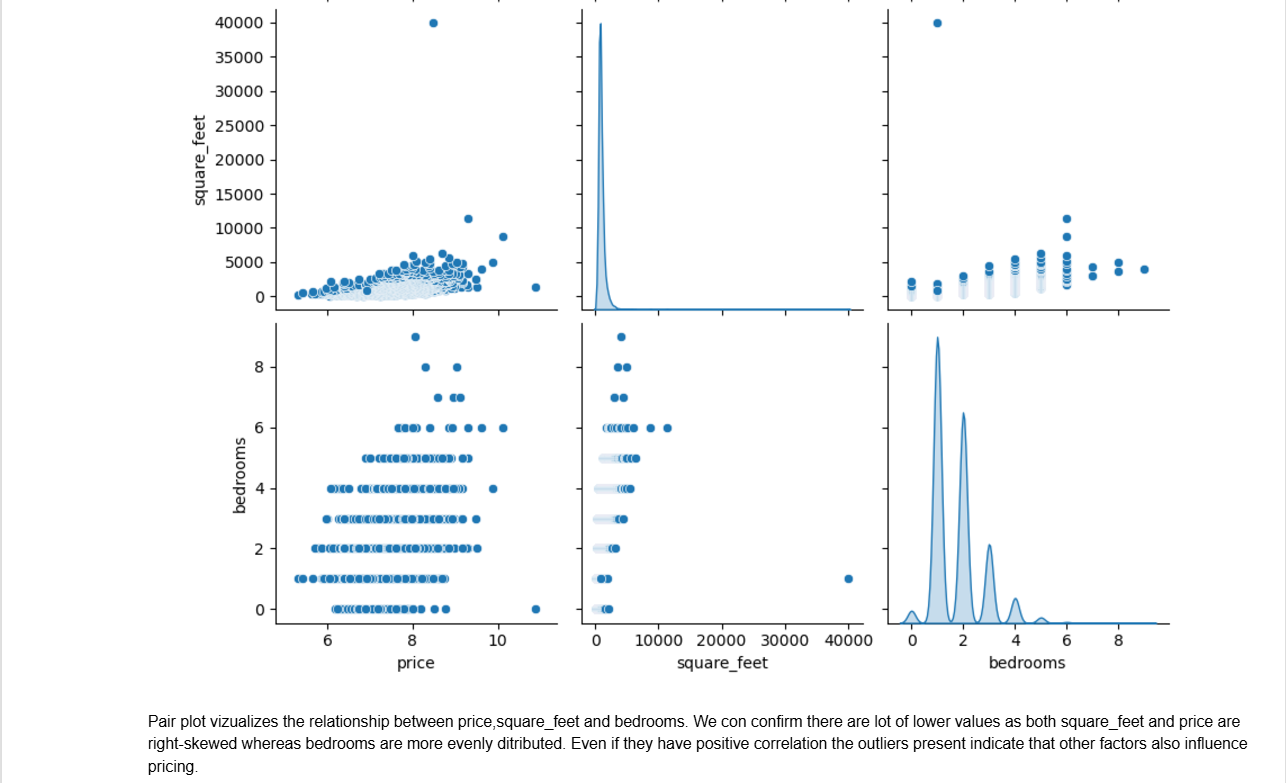 40000
35000
30000
25000
20000
15000
10000
5000
0
square_feet
8
6
4
2
0
bedrooms
6 8 10
price
0 10000 20000 30000 40000
square_feet
0 2 4 6 8
bedrooms
Pair plot vizualizes the relationship between price,square_feet and bedrooms. We con confirm there are lot of lower values as both square_feet and price are
right-skewed whereas bedrooms are more evenly ditributed. Even if they have positive correlation the outliers present indicate that other factors also influence
pricing.